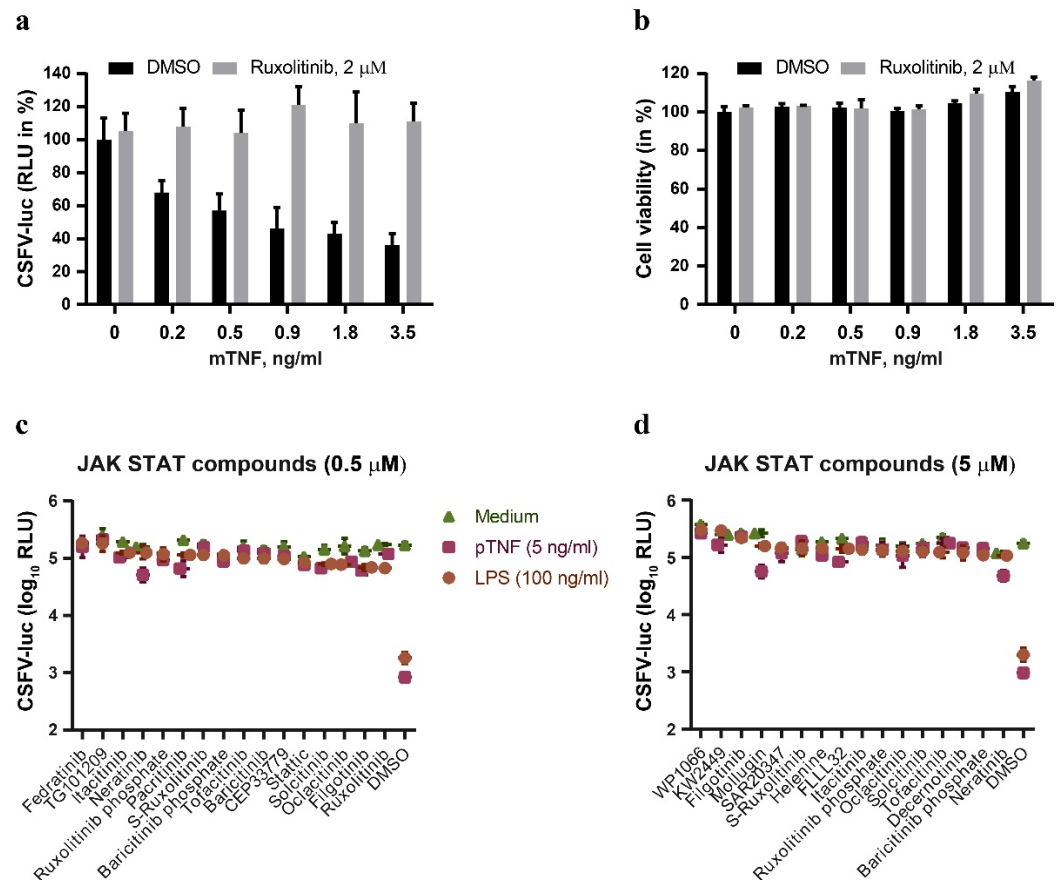 a
DMSO Ruxolitinib, 2 µM
CSFV-luc (RLU in %)
140
120
100
80
60
40
20
0
0 0.2 0.5 0.9 1.8 3.5
mTNF, ng/ml
b
DMSO Ruxolitinib, 2 µM
Cell viability (in %)
120
100
80
60
40
20
0
0 0.2 0.5 0.9 1.8 3.5
mTNF, ng/ml
c
JAK STAT compounds (0.5 µM)
CSFV-luc (log10 RLU)
6
5
4
3
2
Fedratinib
TG101209
Itacitinib
Neratinib
Ruxolitinib phosphate
Pacritinib
S-Ruxolitinib
Baricitinib phosphate
Tofacitinib
Baricitinib
CEP33779
Stattic
Solcitinib
Oclacitinib
Filgotinib
Ruxolitinib
DMSO
Medium
pTNF (5 ng/ml)
LPS (100 ng/ml)
d
JAK STAT compounds (5 µM)
CSFV-luc (log10 RLU)
6
5
4
3
2
WP1066
KW2449
Filgotinib
Mollugin
SAR20347
S-Ruxolitinib
Helenine
FLLL32
Itacitinib
Ruxolitinib phosphate
Oclacitinib
Solcitinib
Tofacitinib
Decernotinib
Baricitinib phosphate
Neratinib
DMSO